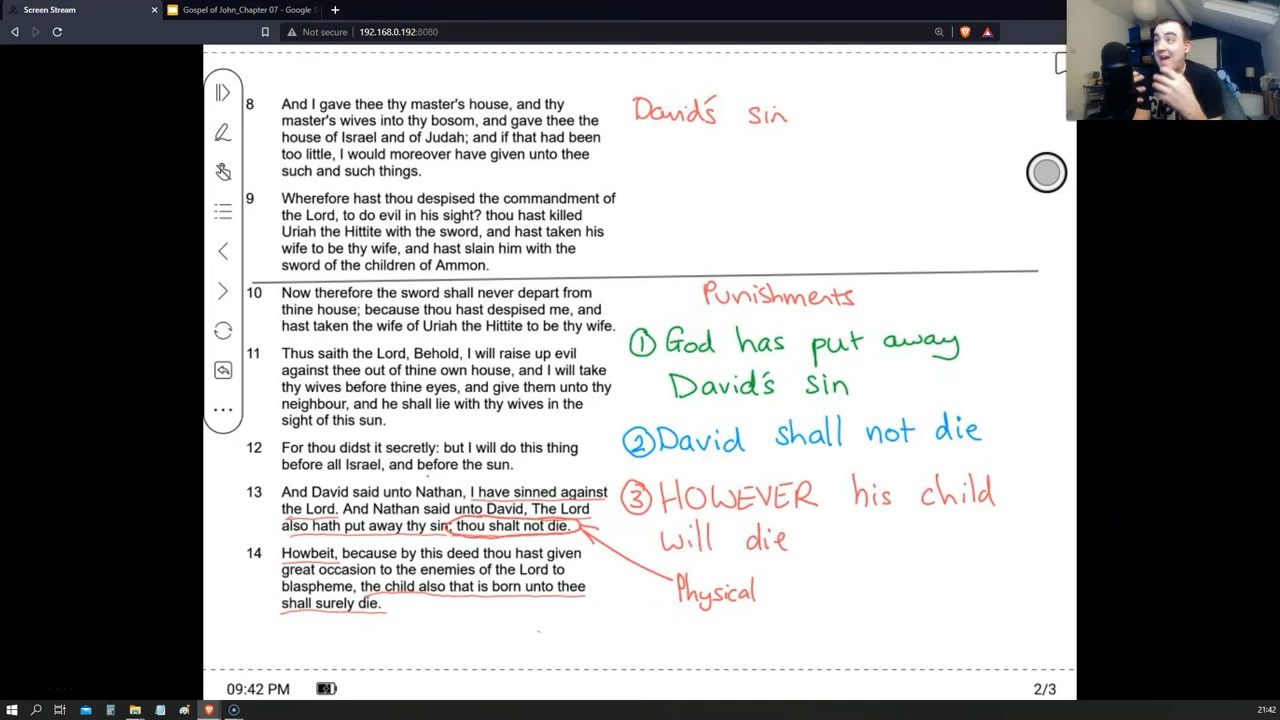 Screen Stream
Gospel of John_Chapter 07 - Google S
Not secure 192.168.0.192:8080
8 And I gave thee thy master's house, and thy
master's wives into thy bosom, and gave thee the
house of Israel and of Judah; and if that had been
too little, I would moreover have given unto thee
such and such things.
David's sin
9 Wherefore hast thou despised the commandment of
the Lord, to do evil in his sight? thou hast killed
Uriah the Hittite with the sword, and hast taken his
wife to be thy wife, and hast slain him with the
sword of the children of Ammon.
10 Now therefore the sword shall never depart from
thine house; because thou hast despised me, and
hast taken the wife of Uriah the Hittite to be thy wife.
11 Thus saith the Lord, Behold, I will raise up evil
against thee out of thine own house, and I will take
thy wives before thine eyes, and give them unto thy
neighbour, and he shall lie with thy wives in the
sight of this sun.
12 For thou didst it secretly: but I will do this thing
before all Israel, and before the sun.
13 And David said unto Nathan, I have sinned against
the Lord. And Nathan said unto David, The Lord
also hath put away thy sin; thou shalt not die.
14 Howbeit, because by this deed thou hast given
great occasion to the enemies of the Lord to
blaspheme, the child also that is born unto thee
shall surely die.
Punishments
1 God has put away
David's sin
2 David shall not die
3 HOWEVER his child
will die
Physical
09:42 PM
2/3
21:42